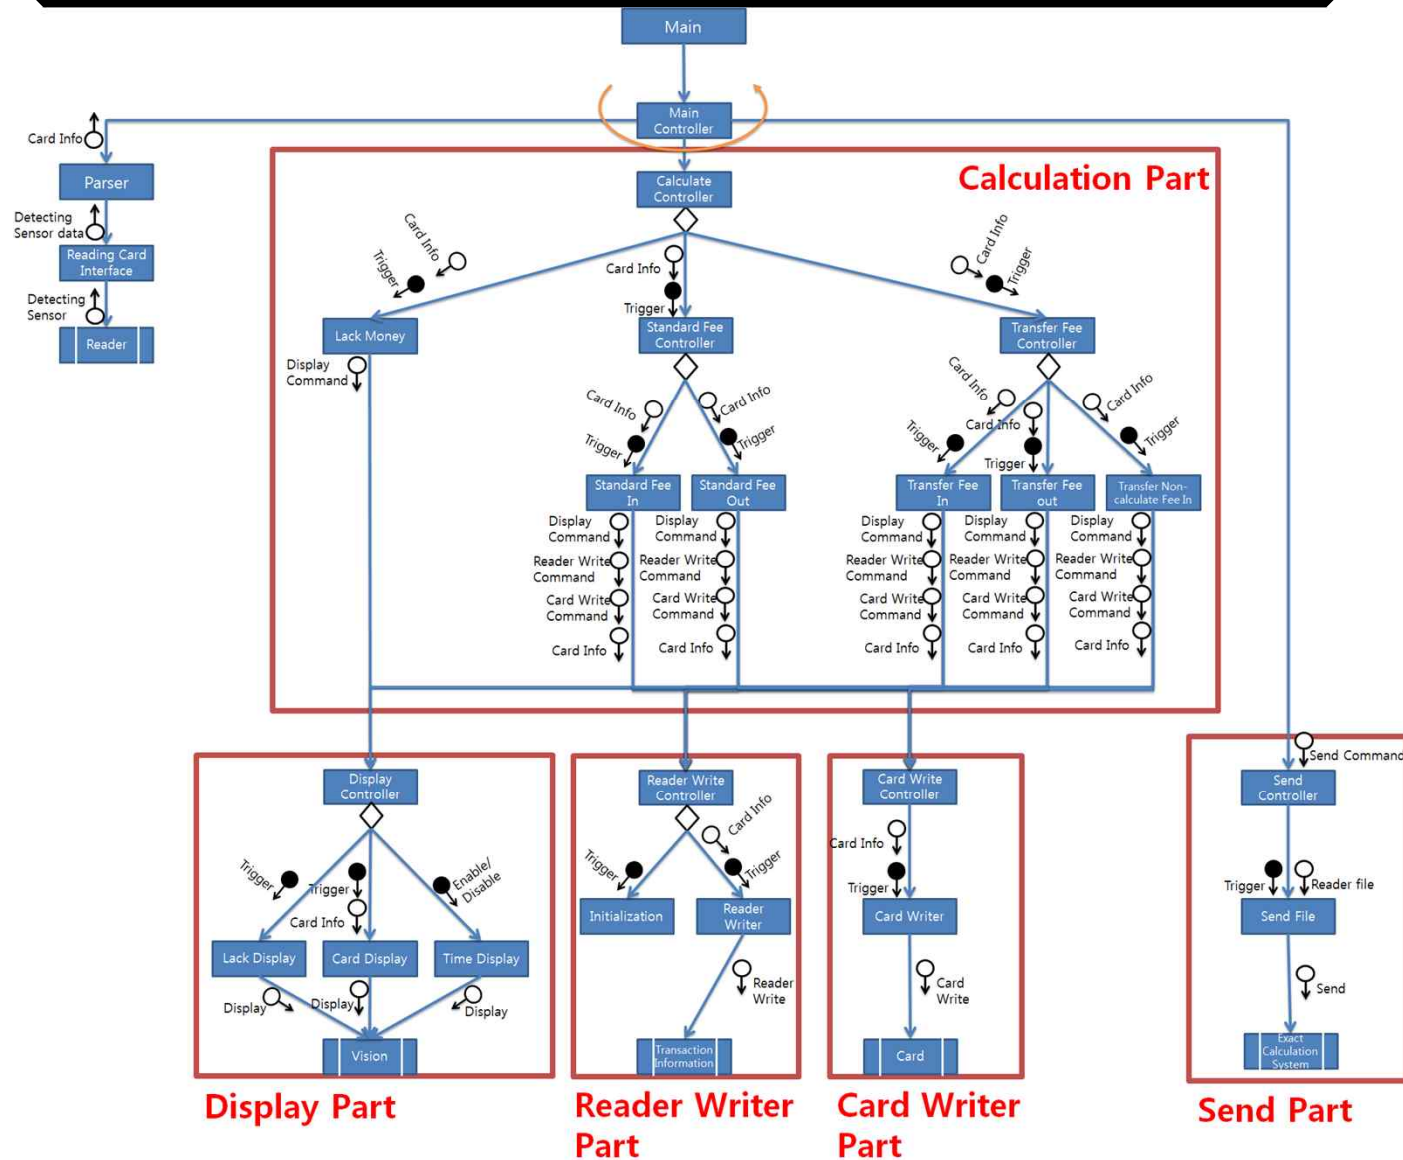 Main
Main
Controller
Card Info
Parser
Detecting
Sensor data
Reading Card
Interface
Detecting
Sensor
Reader
Calculation Part
Calculate
Controller
Card Info
Trigger
Card Info
Trigger
Card Info
Trigger
Lack Money
Standard Fee
Controller
Transfer Fee
Controller
Display
Command
Card Info
Trigger
Card Info
Trigger
Card Info
Trigger
Card Info
Trigger
Card Info
Trigger
Standard Fee
In
Standard Fee
Out
Transfer Fee
In
Transfer Fee
out
Transfer Non-
calculate Fee In
Display
Command
Reader Write
Command
Card Write
Command
Card Info
Display
Command
Reader Write
Command
Card Write
Command
Card Info
Display
Command
Reader Write
Command
Card Write
Command
Card Info
Display
Command
Reader Write
Command
Card Write
Command
Card Info
Display
Command
Reader Write
Command
Card Write
Command
Card Info
Display
Controller
Trigger
Trigger
Card Info
Enable/
Disable
Lack Display
Card Display
Time Display
Display
Display
Display
Vision
Display Part
Reader Write
Controller
Trigger
Card Info
Trigger
Initialization
Reader
Writer
Reader
Write
Transaction
Information
Reader Writer
Part
Card Write
Controller
Card Info
Trigger
Card Writer
Card
Write
Card
Card Writer
Part
Send Command
Send
Controller
Trigger
Reader file
Send File
Send
Exact
Calculation
System
Send Part